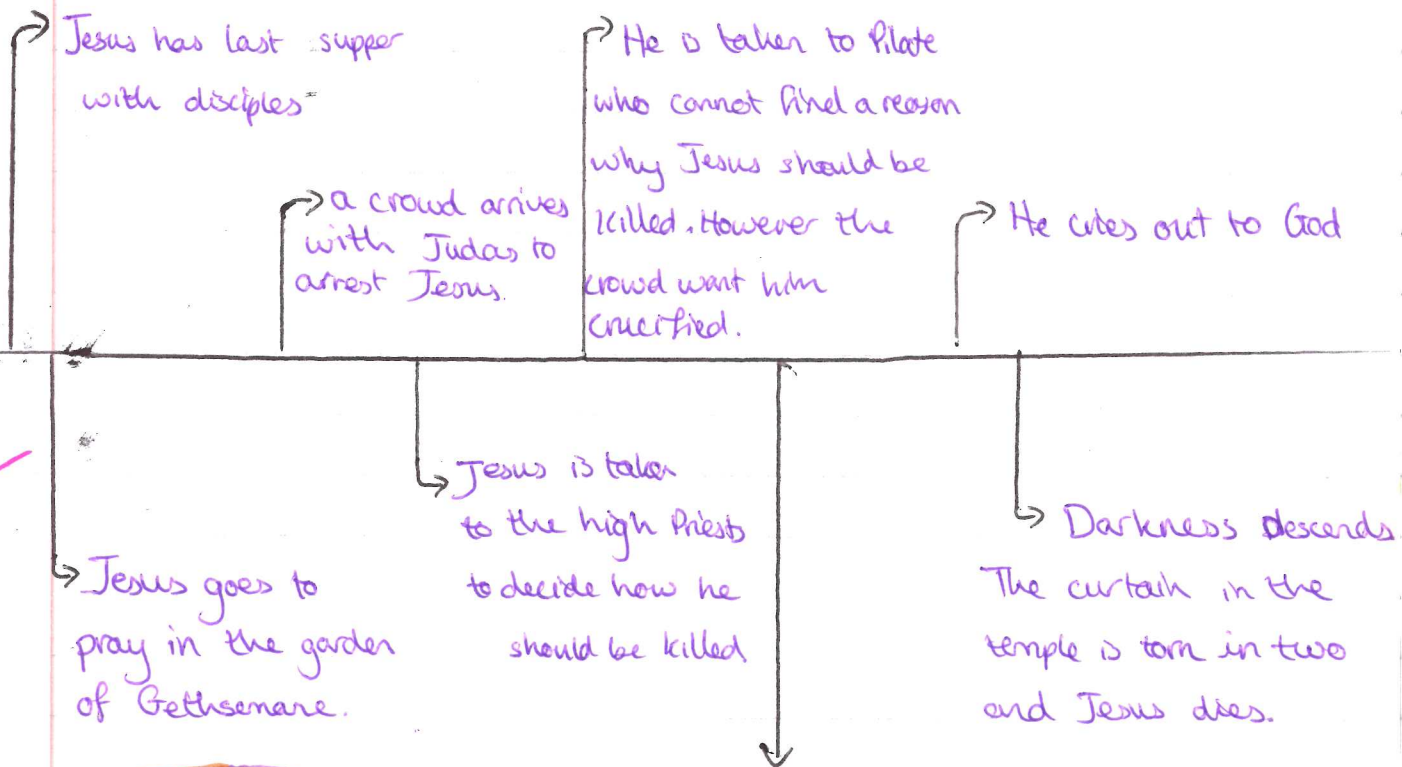 Jesus has last supper
with disciples
Jesus goes to
pray in the garden
of Gethsemane.
a crowd arrives
with Judas to
arrest Jesus.
Jesus is taken
to the high Priests
to decide how he
should be killed
He is taken to Pilate
who cannot find a reason
why Jesus should be
killed. However the
crowd want him
crucified.
He cries out to God
Darkness descends.
The curtain in the
temple is torn in two
and Jesus dies.